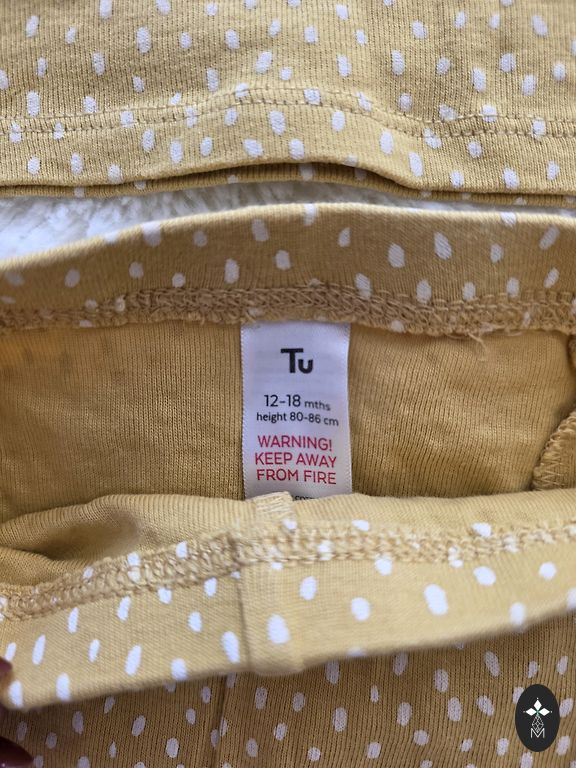 Tu
12-18 mths
height 80-86 cm
WARNING!
KEEP AWAY
FROM FIRE